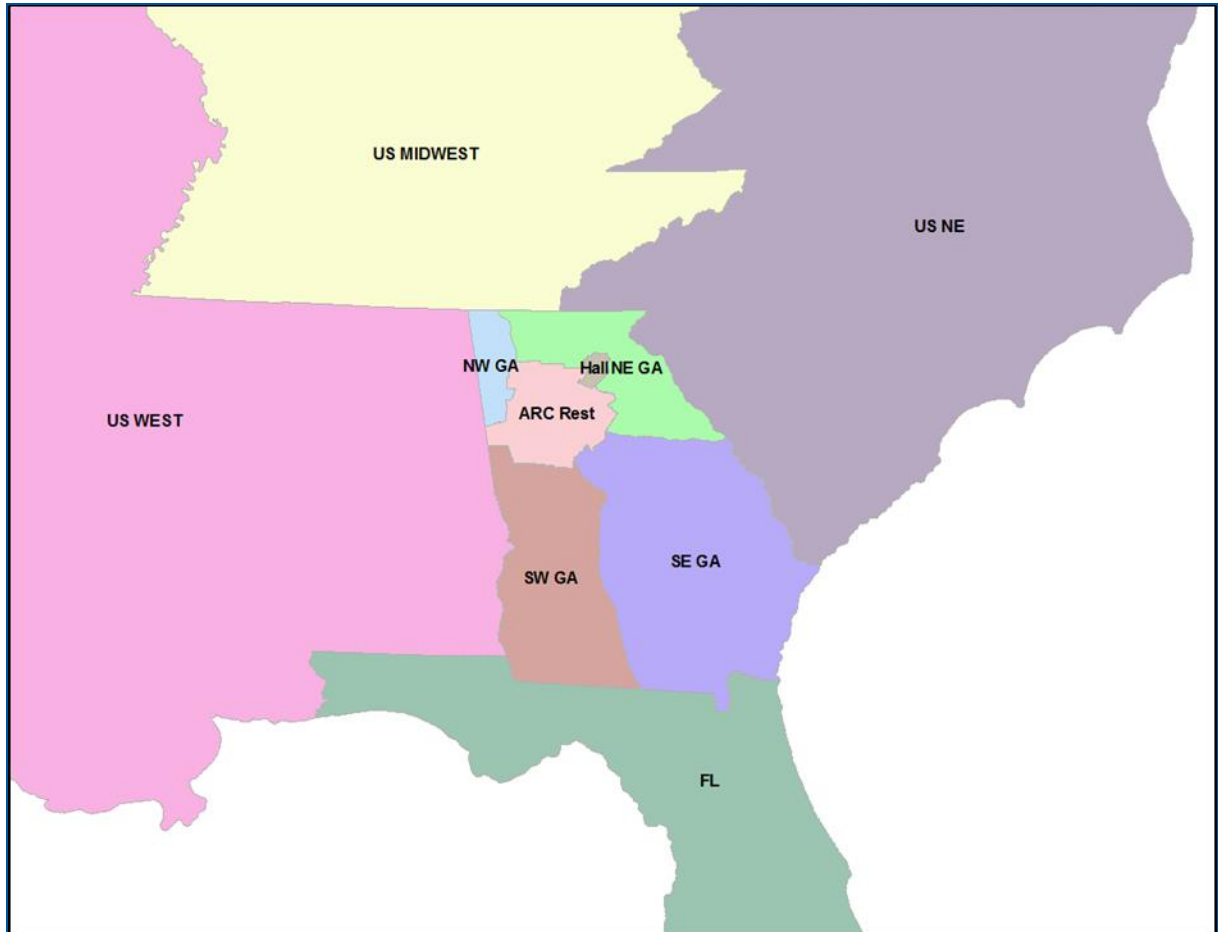 US MIDWEST
US NE
NW GA
Hall
NE GA
ARC Rest
US WEST
SW GA
SE GA
FL